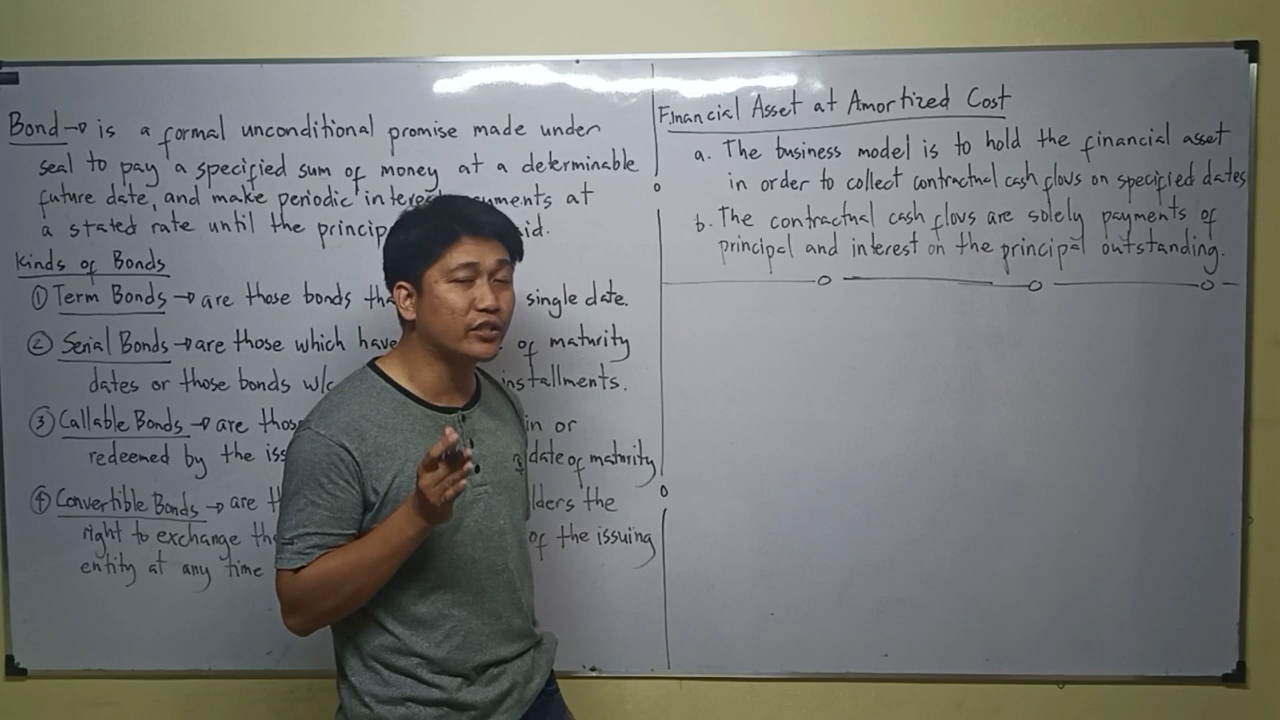 Bond → is a formal unconditional promise made under
seal to pay a specified sum of money at a determinable
future date, and make periodic at
a stated rate until the
Kinds of Bonds
① Term Bonds → are those bonds single date.
② Serial Bonds → are those which have of maturity
dates or those bonds installments.
③ Callable Bonds → are in or
redeemed by the date of maturity
④ Convertible Bonds → are the
right to exchange of the issuing
entity at any time
Financial Asset at Amortized Cost
a. The business model is to hold the financial asset
in order to collect contractual cash flows on specified dates
b. The contractual cash flows are solely payments of
principal and interest on the principal outstanding.